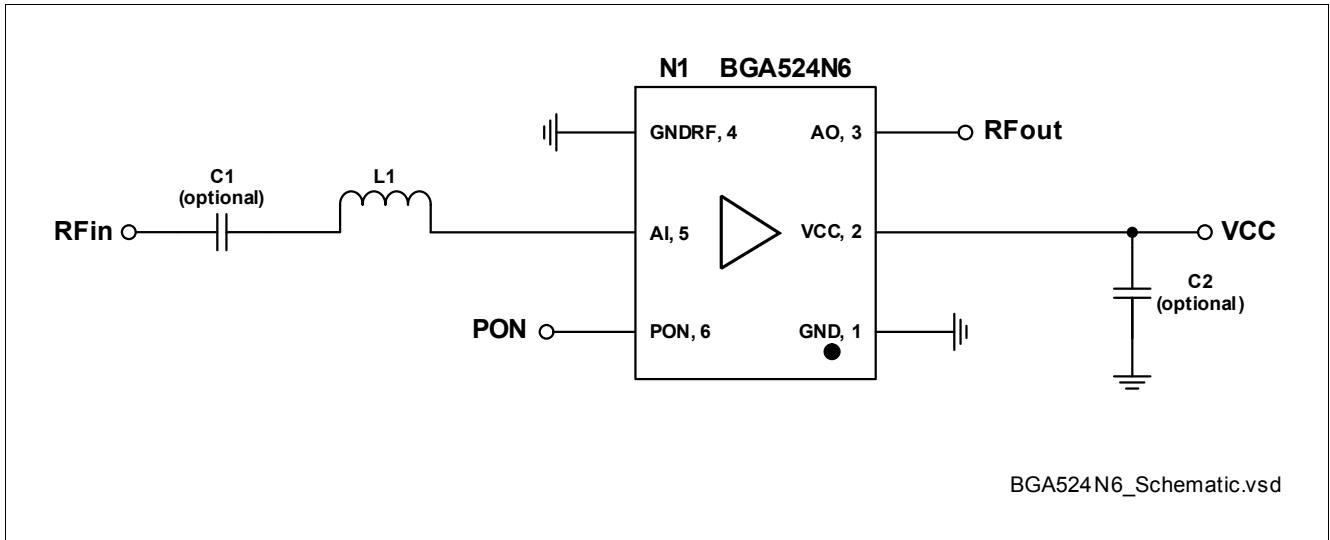 N1 BGA524N6
GNDRF, 4
AO, 3
RFout
C1
(optional)
L1
RFin
AI, 5
VCC, 2
VCC
C2
(optional)
PON
PON, 6
GND, 1
BGA524N6_Schematic.vsd